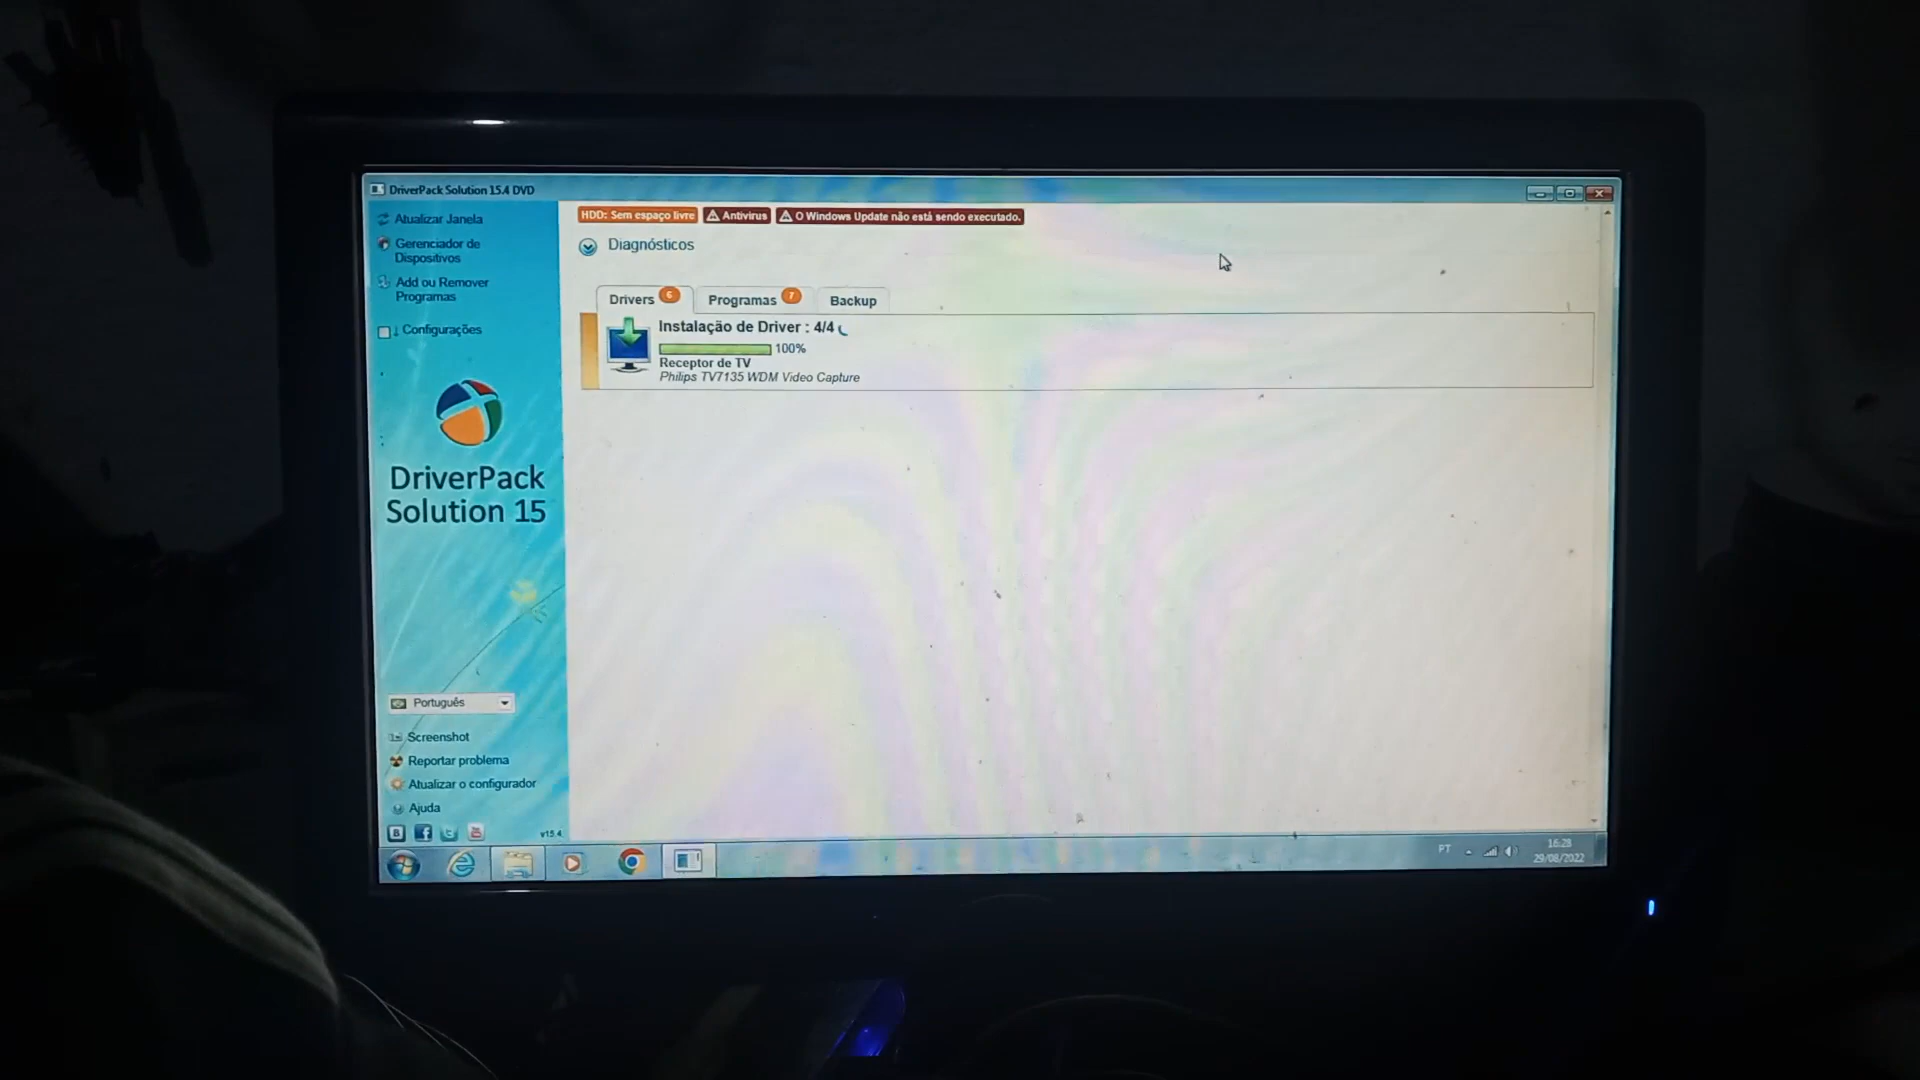 DriverPack Solution 15.4 DVD
Atualizar Janela
Gerenciador de
Dispositivos
Add ou Remover
Programas
Configurações
DriverPack
Solution 15
Português
Screenshot
Reportar problema
Atualizar o configurador
Ajuda
v15.4
HDD: Sem espaço livre
Antivirus
O Windows Update não está sendo executado.
Diagnósticos
Drivers 6
Programas 7
Backup
Instalação de Driver : 4/4
100%
Receptor de TV
Philips TV7135 WDM Video Capture
PT
16:28
29/08/2022